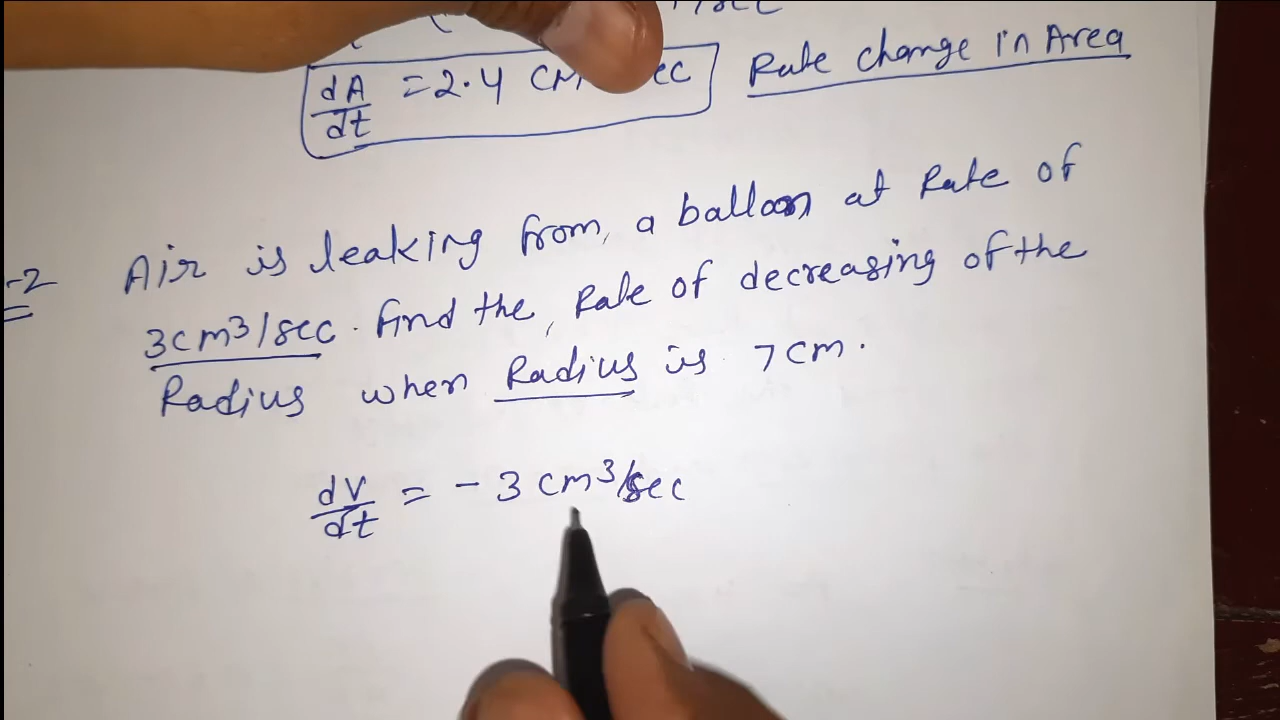 dA/dt = 2.4
Rate change in Area
-2 Air is leaking from a balloon at Rate of
3cm³/sec. Find the Rate of decreasing of the
Radius when Radius is 7 cm.
dV/dt = - 3 cm³/sec